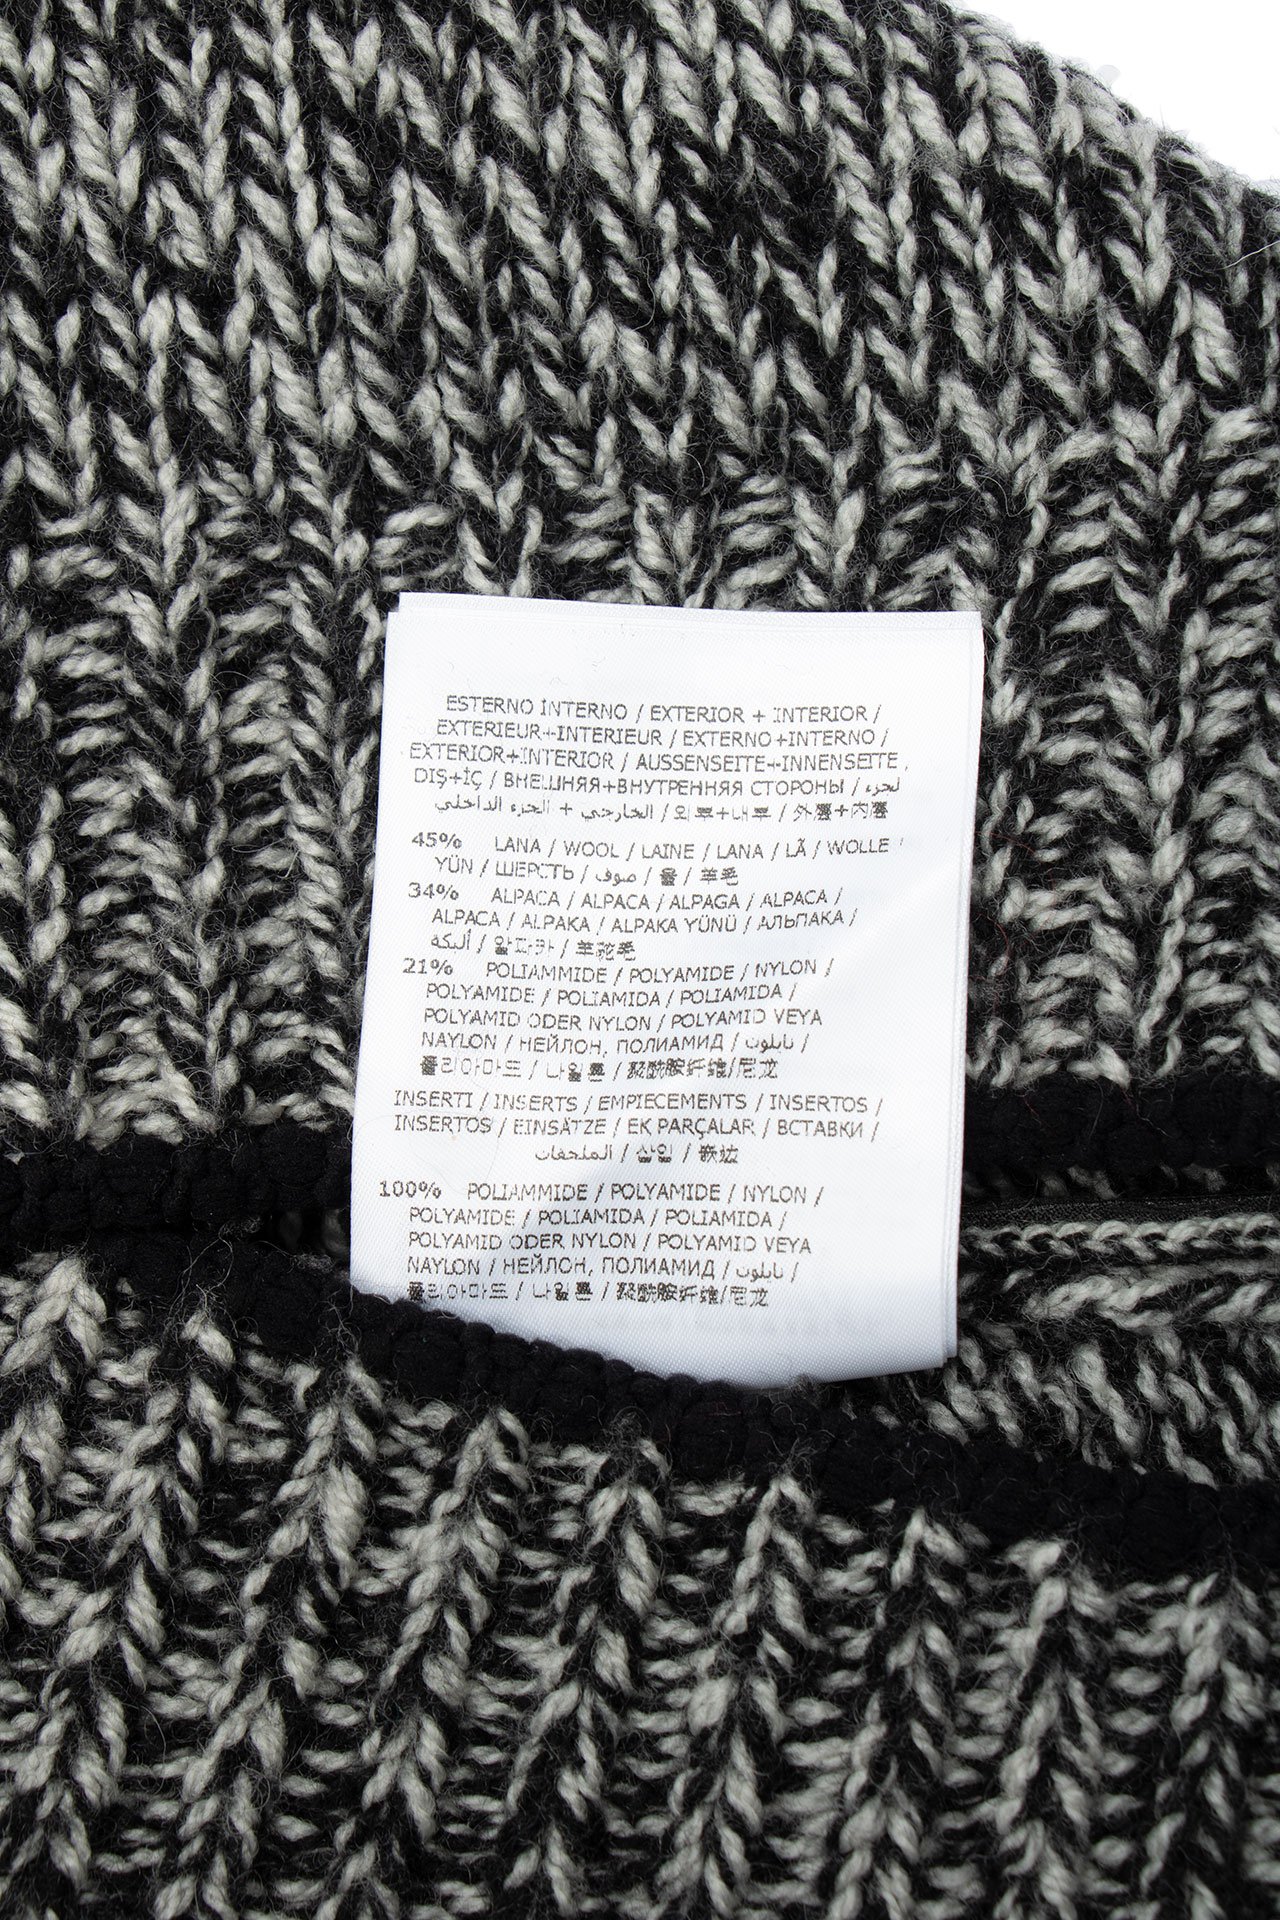 ESTERNO INTERNO / EXTERIOR + INTERIOR /
EXTERIEUR+INTERIEUR / EXTERNO+INTERNO /
EXTERIOR+INTERIOR / AUSSENSEITE+INNENSEITE
DIŞ+İÇ / ВНЕШНЯЯ+ВНУТРЕННЯЯ СТОРОНЫ / لجزء
الخارجي + الجزء الداخلي / 외부+내부 / 外層+內層
45% LANA / WOOL / LAINE / LANA / LÃ / WOLLE /
YÜN / ШЕРСТЬ / صوف / 울 / 羊毛
34% ALPACA / ALPACA / ALPAGA / ALPACA /
ALPACA / ALPAKA / ALPAKA YÜNÜ / АЛЬПАКА /
ألبكة / 알파카 / 羊驼毛
21% POLIAMMIDE / POLYAMIDE / NYLON /
POLYAMIDE / POLIAMIDA / POLIAMIDA /
POLYAMID ODER NYLON / POLYAMID VEYA
NAYLON / НЕЙЛОН, ПОЛИАМИД / نايلون /
폴리아마드 / 나일론 / 聚酰胺纤维/尼龙
INSERTI / INSERTS / EMPIECEMENTS / INSERTOS /
INSERTOS / EINSÄTZE / EK PARÇALAR / ВСТАВКИ /
الملحقات / 삽입 / 嵌边
100% POLIAMMIDE / POLYAMIDE / NYLON /
POLYAMIDE / POLIAMIDA / POLIAMIDA /
POLYAMID ODER NYLON / POLYAMID VEYA
NAYLON / НЕЙЛОН, ПОЛИАМИД / نايلون /
폴리아마드 / 나일론 / 聚酰胺纤维/尼龙